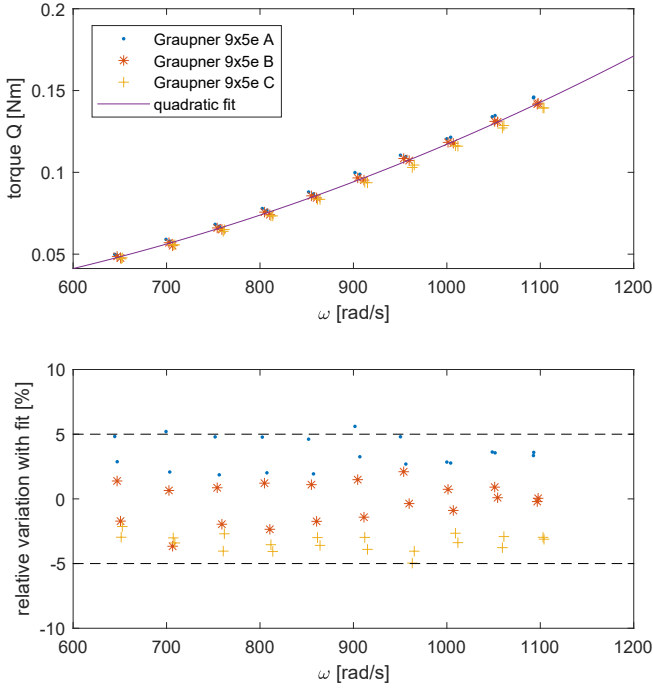 torque Q [Nm]
0.2
0.15
0.1
0.05
Graupner 9x5e A
Graupner 9x5e B
Graupner 9x5e C
quadratic fit
600 700 800 900 1000 1100 1200
ω [rad/s]
relative variation with fit [%]
10
5
0
-5
-10
600 700 800 900 1000 1100 1200
ω [rad/s]